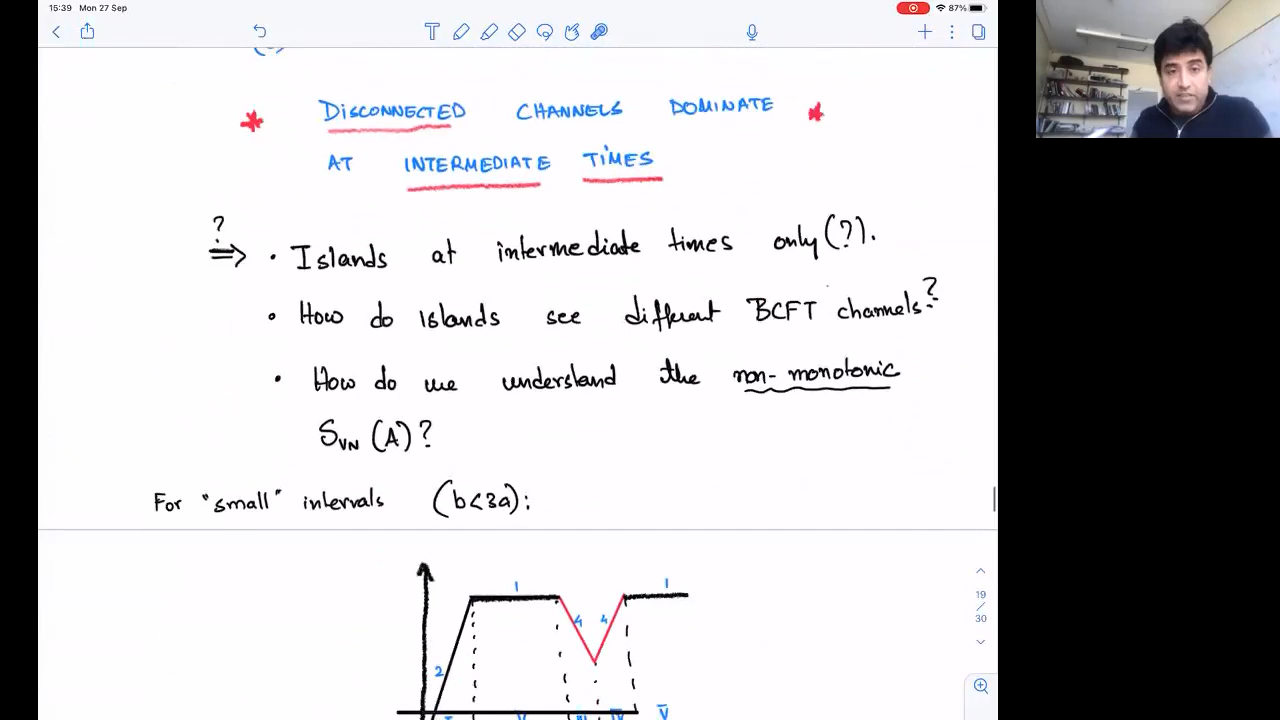 15:39 Mon 27 Sep
87%
* DISCONNECTED CHANNELS DOMINATE *
AT INTERMEDIATE TIMES
? ⇒ • Islands at intermediate times only (?).
• How do islands see different BCFT channels?
• How do we understand the non-monotonic
S_VN (A)?
For "small" intervals (b<3a):
1 1
4 4
2
19
/
30
I V III IV V